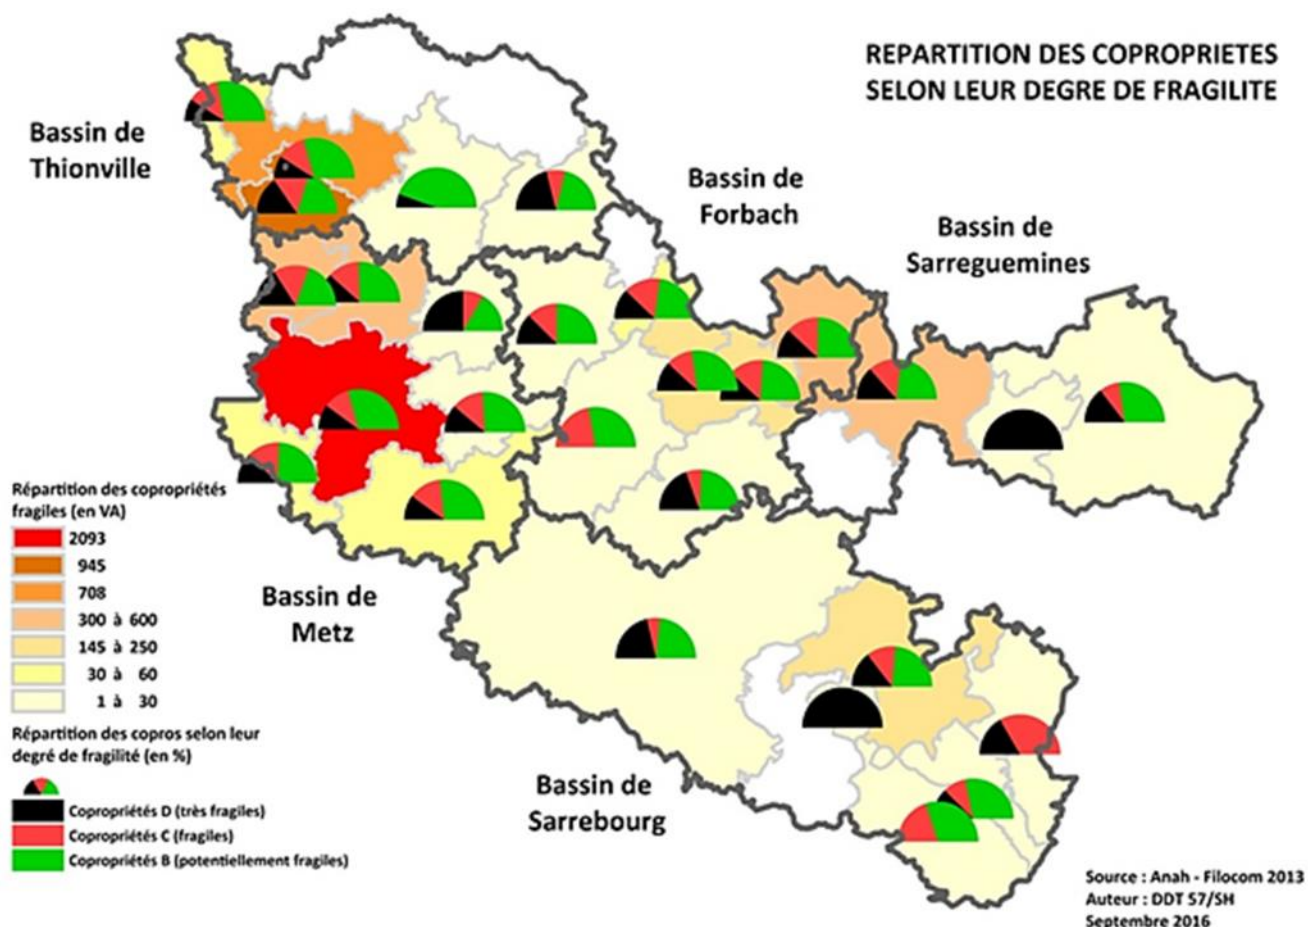 REPARTITION DES COPROPRIETES
SELON LEUR DEGRE DE FRAGILITE
Bassin de
Thionville
Bassin de
Forbach
Bassin de
Sarreguemines
Répartition des copropriétés
fragiles (en VA)
2093
945
708
300 à 600
145 à 250
30 à 60
1 à 30
Bassin de
Metz
Répartition des copros selon leur
degré de fragilité (en %)
Copropriétés D (très fragiles)
Copropriétés C (fragiles)
Copropriétés B (potentiellement fragiles)
Bassin de
Sarrebourg
Source : Anah - Filocom 2013
Auteur : DDT 57/SH
Septembre 2016